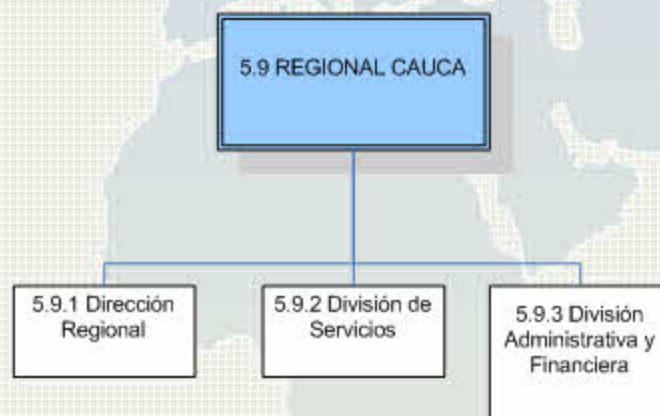 5.9 REGIONAL CAUCA
5.9.1 Dirección
Regional
5.9.2 División de
Servicios
5.9.3 División
Administrativa y
Financiera